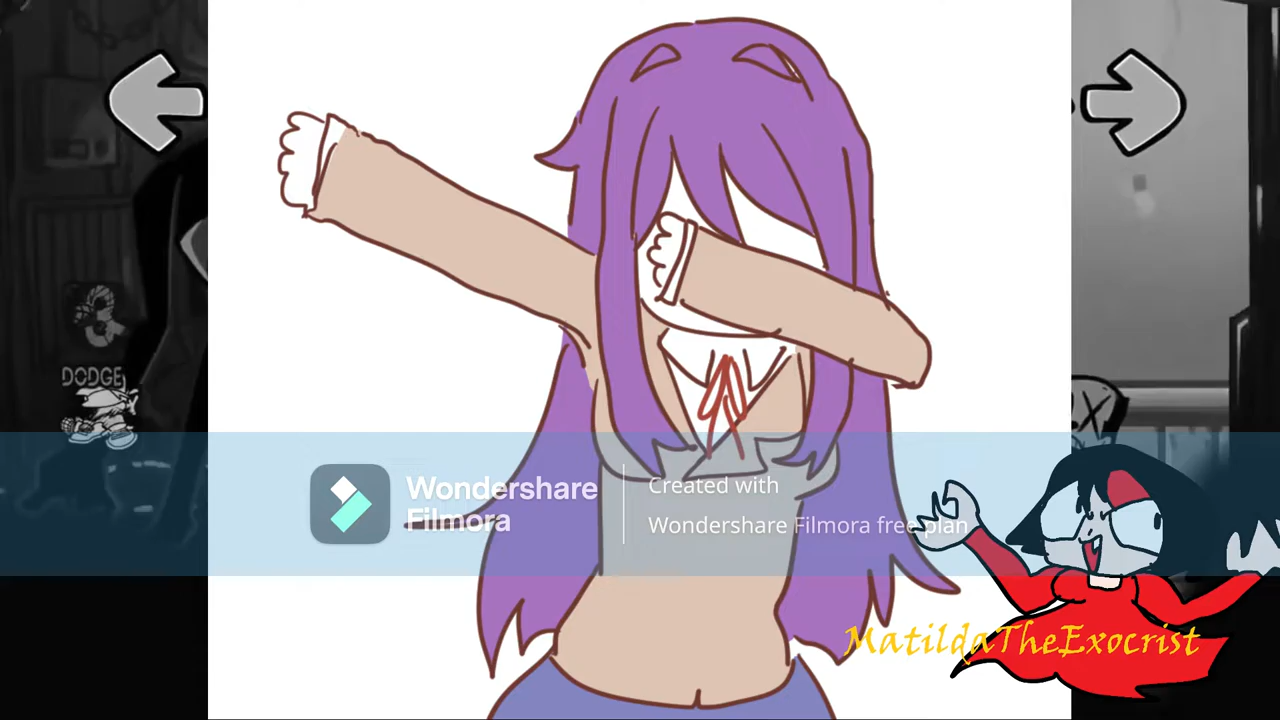 DODGE
Wondershare
Filmora
Created with
Wondershare Filmora free plan
MatildaTheExocrist